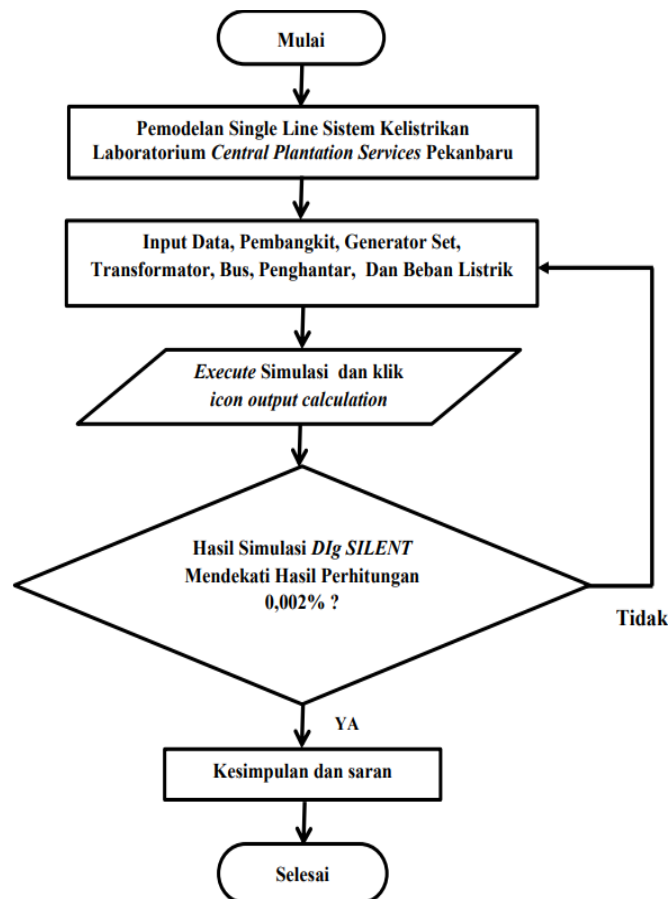 Mulai
Pemodelan Single Line Sistem Kelistrikan
Laboratorium Central Plantation Services Pekanbaru
Input Data, Pembangkit, Generator Set,
Transformator, Bus, Penghantar, Dan Beban Listrik
Execute Simulasi dan klik
icon output calculation
Hasil Simulasi DIg SILENT
Mendekati Hasil Perhitungan
0,002% ?
Tidak
YA
Kesimpulan dan saran
Selesai